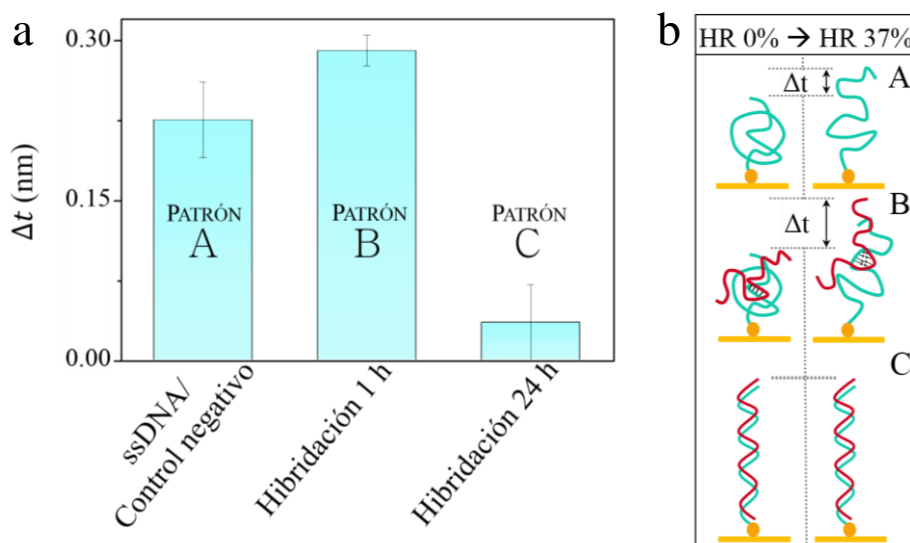 a
0.30
0.15
0.00
Δt (nm)
PATRÓN
A
PATRÓN
B
PATRÓN
C
ssDNA/
Control negativo
Hibridación 1 h
Hibridación 24 h
b
HR 0% → HR 37%
Δt
A
Δt
B
C